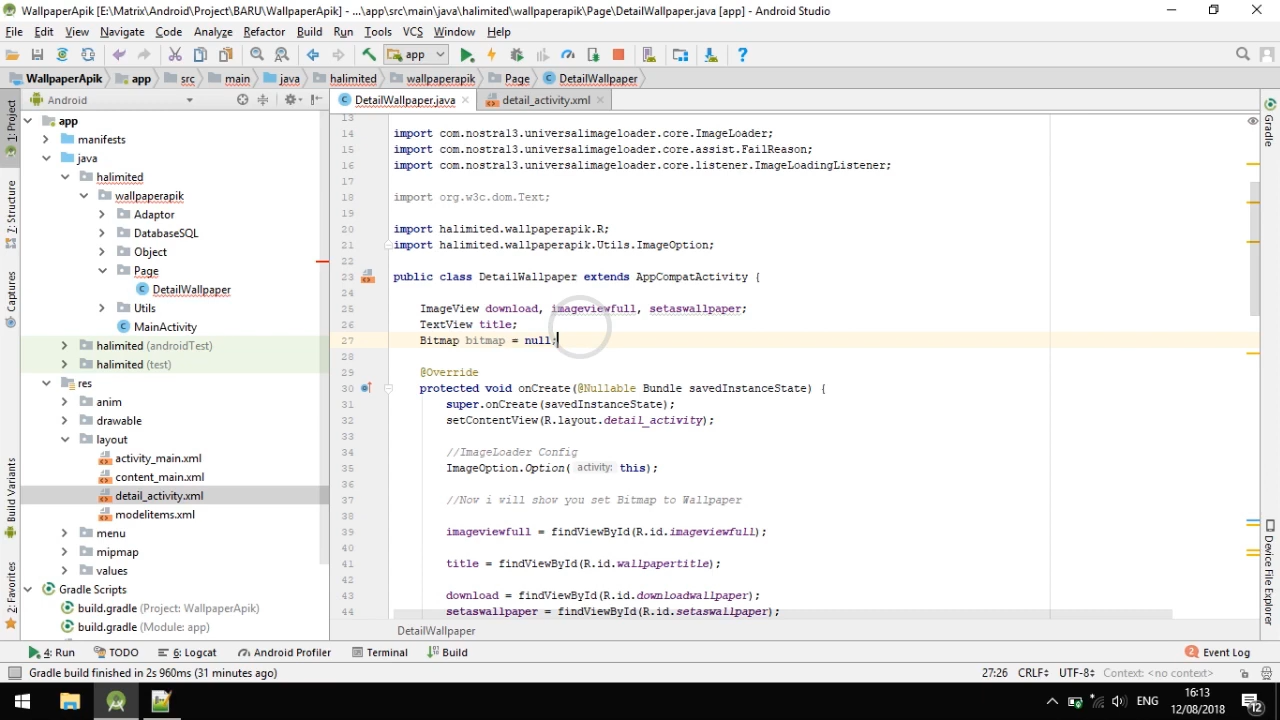 WallpaperApik [E:\Matrix\Android\Project\BARU\WallpaperApik] - ...\app\src\main\java\halimited\wallpaperapik\Page\DetailWallpaper.java [app] - Android Studio
File Edit View Navigate Code Analyze Refactor Build Run Tools VCS Window Help
app
WallpaperApik app src main java halimited wallpaperapik Page DetailWallpaper
Android
DetailWallpaper.java detail_activity.xml
1: Project
Z: Structure
Captures
Build Variants
2: Favorites
app
manifests
java
halimited
wallpaperapik
Adaptor
DatabaseSQL
Object
Page
DetailWallpaper
Utils
MainActivity
halimited (androidTest)
halimited (test)
res
anim
drawable
layout
activity_main.xml
content_main.xml
detail_activity.xml
modelitems.xml
menu
mipmap
values
Gradle Scripts
build.gradle (Project: WallpaperApik)
build.gradle (Module: app)
13
14 import com.nostra13.universalimageloader.core.ImageLoader;
15 import com.nostra13.universalimageloader.core.assist.FailReason;
16 import com.nostra13.universalimageloader.core.listener.ImageLoadingListener;
17
18 import org.w3c.dom.Text;
19
20 import halimited.wallpaperapik.R;
21 import halimited.wallpaperapik.Utils.ImageOption;
22
23 public class DetailWallpaper extends AppCompatActivity {
24
25 ImageView download, imageviewfull, setaswallpaper;
26 TextView title;
27 Bitmap bitmap = null;
28
29 @Override
30 protected void onCreate(@Nullable Bundle savedInstanceState) {
31 super.onCreate(savedInstanceState);
32 setContentView(R.layout.detail_activity);
33
34 //ImageLoader Config
35 ImageOption.Option( activity: this);
36
37 //Now i will show you set Bitmap to Wallpaper
38
39 imageviewfull = findViewById(R.id.imageviewfull);
40
41 title = findViewById(R.id.wallpapertitle);
42
43 download = findViewById(R.id.downloadwallpaper);
44 setaswallpaper = findViewById(R.id.setaswallpaper);
DetailWallpaper
Gradle
Device File Explorer
4: Run TODO 6: Logcat Android Profiler Terminal Build 2 Event Log
Gradle build finished in 2s 960ms (31 minutes ago) 27:26 CRLF UTF-8 Context: <no context>
ENG 16:13
12/08/2018 12